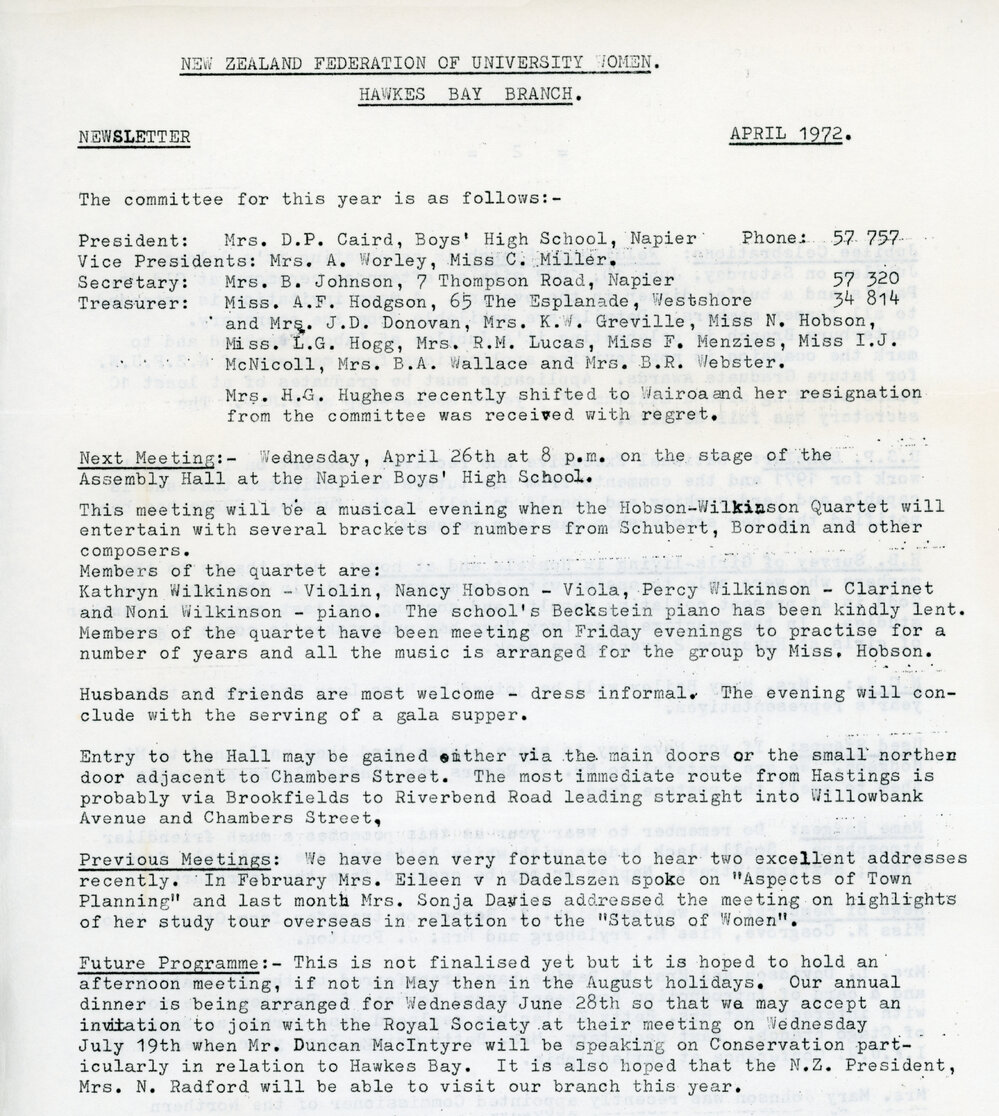 NEW ZEALAND FEDERATION OF UNIVERSITY WOMEN.
HAWKES BAY BRANCH.
NEWSLETTER APRIL 1972.
The committee for this year is as follows:-
President: Mrs. D.P. Caird, Boys' High School, Napier Phone: 57 757
Vice Presidents: Mrs. A. Worley, Miss C. Miller.
Secretary: Mrs. B. Johnson, 7 Thompson Road, Napier 57 320
Treasurer: Miss. A.F. Hodgson, 65 The Esplanade, Westshore 34 814
and Mrs. J.D. Donovan, Mrs. K.W. Greville, Miss N. Hobson,
Miss. L.G. Hogg, Mrs. R.M. Lucas, Miss F. Menzies, Miss I.J.
McNicoll, Mrs. B.A. Wallace and Mrs. B.R. Webster.
Mrs. H.G. Hughes recently shifted to Wairoa and her resignation
from the committee was received with regret.
Next Meeting:- Wednesday, April 26th at 8 p.m. on the stage of the
Assembly Hall at the Napier Boys' High School.
This meeting will be a musical evening when the Hobson-Wilkinson Quartet will
entertain with several brackets of numbers from Schubert, Borodin and other
composers.
Members of the quartet are:
Kathryn Wilkinson - Violin, Nancy Hobson - Viola, Percy Wilkinson - Clarinet
and Noni Wilkinson - piano. The school's Beckstein piano has been kindly lent.
Members of the quartet have been meeting on Friday evenings to practise for a
number of years and all the music is arranged for the group by Miss. Hobson.
Husbands and friends are most welcome - dress informal. The evening will con-
clude with the serving of a gala supper.
Entry to the Hall may be gained either via the main doors or the small northern
door adjacent to Chambers Street. The most immediate route from Hastings is
probably via Brookfields to Riverbend Road leading straight into Willowbank
Avenue and Chambers Street,
Previous Meetings: We have been very fortunate to hear two excellent addresses
recently. In February Mrs. Eileen v n Dadelszen spoke on "Aspects of Town
Planning" and last month Mrs. Sonja Davies addressed the meeting on highlights
of her study tour overseas in relation to the "Status of Women".
Future Programme:- This is not finalised yet but it is hoped to hold an
afternoon meeting, if not in May then in the August holidays. Our annual
dinner is being arranged for Wednesday June 28th so that we may accept an
invitation to join with the Royal Society at their meeting on Wednesday
July 19th when Mr. Duncan MacIntyre will be speaking on Conservation part-
icularly in relation to Hawkes Bay. It is also hoped that the N.Z. President,
Mrs. N. Radford will be able to visit our branch this year.